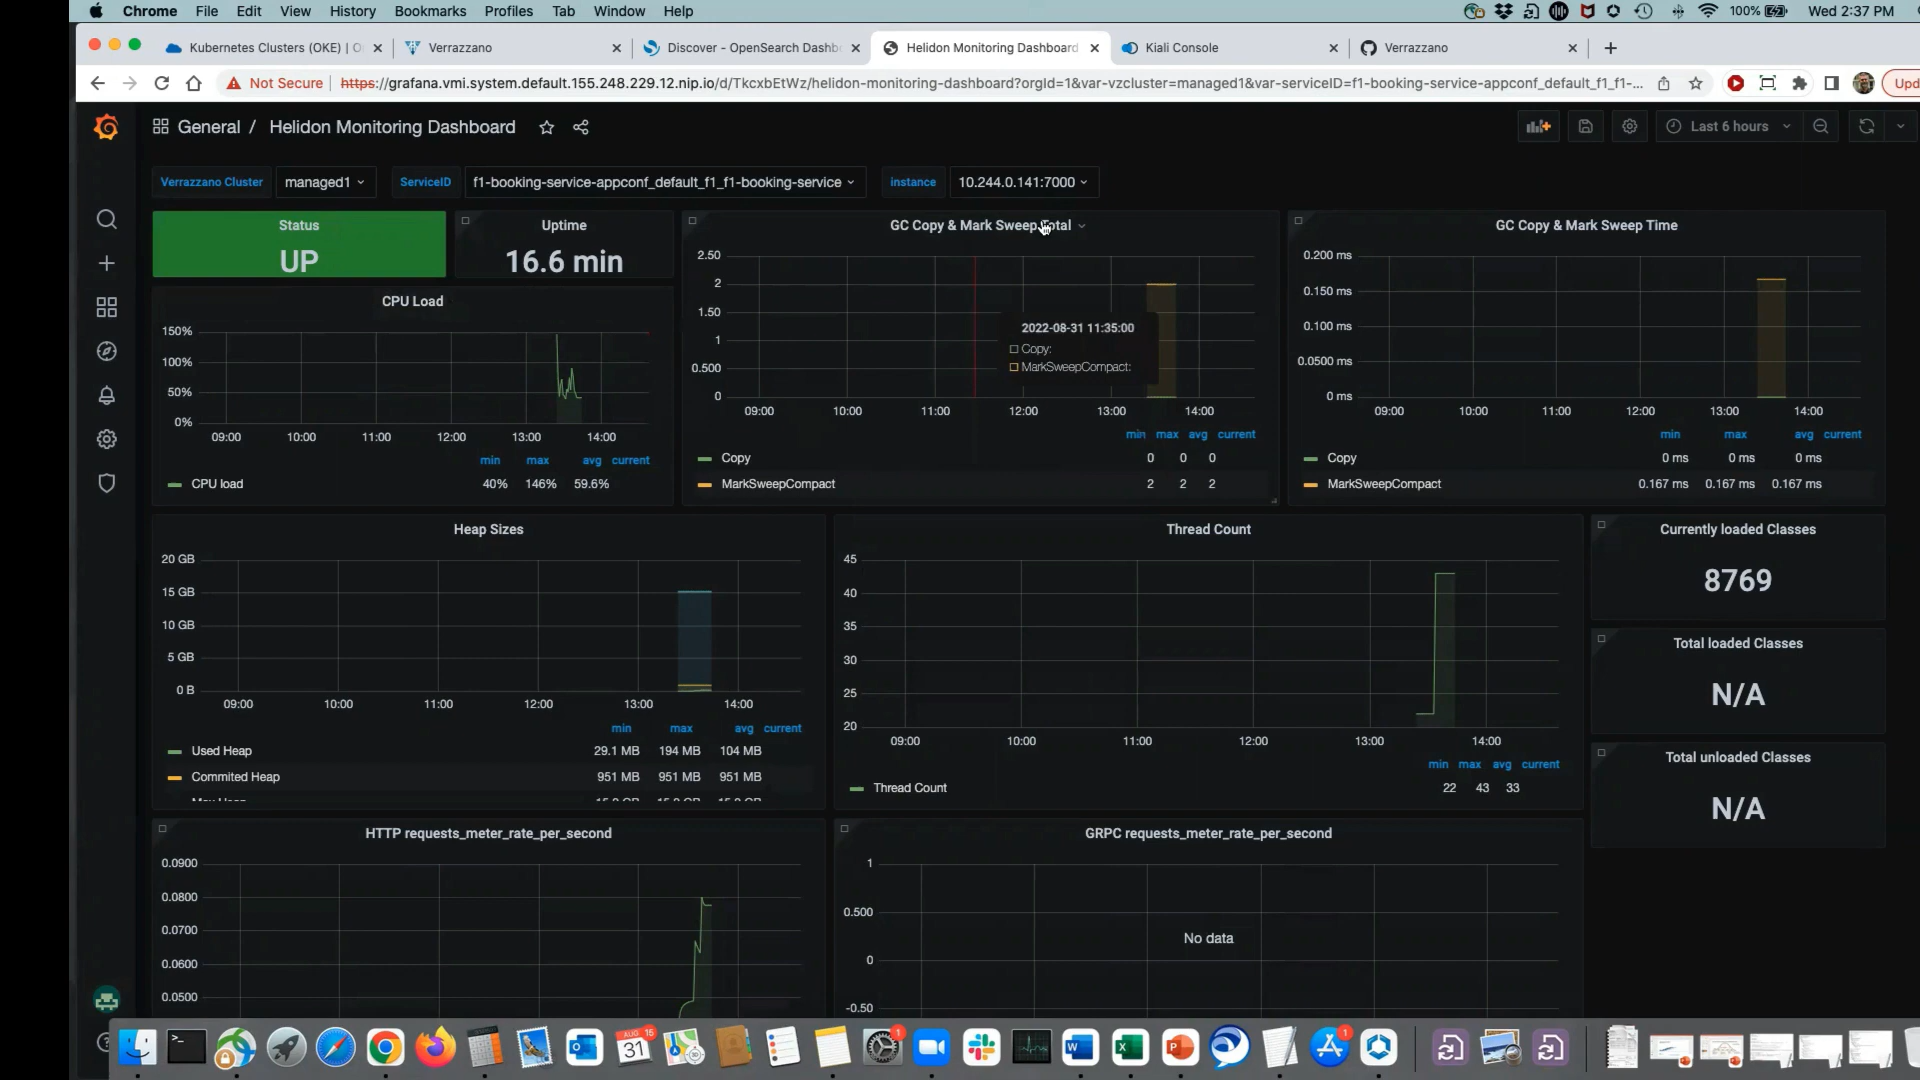 Chrome File Edit View History Bookmarks Profiles Tab Window Help 100% Wed 2:37 PM
Kubernetes Clusters (OKE) | O Verrazzano Discover - OpenSearch Dashb Helidon Monitoring Dashboard Kiali Console Verrazzano
Not Secure https://grafana.vmi.system.default.155.248.229.12.nip.io/d/TkcxbEtWz/helidon-monitoring-dashboard?orgId=1&var-vzcluster=managed1&var-serviceID=f1-booking-service-appconf_default_f1_f1-... Upd
General / Helidon Monitoring Dashboard Last 6 hours
Verrazzano Cluster managed1 ServiceID f1-booking-service-appconf_default_f1_f1-booking-service instance 10.244.0.141:7000
Status
UP
Uptime
16.6 min
CPU Load
150%
100%
50%
0%
09:00 10:00 11:00 12:00 13:00 14:00
min max avg current
CPU load 40% 146% 59.6%
GC Copy & Mark Sweep Total
2.50
2
1.50
1
0.500
0
2022-08-31 11:35:00
Copy:
MarkSweepCompact:
09:00 10:00 11:00 12:00 13:00 14:00
min max avg current
Copy 0 0 0
MarkSweepCompact 2 2 2
GC Copy & Mark Sweep Time
0.200 ms
0.150 ms
0.100 ms
0.0500 ms
0 ms
09:00 10:00 11:00 12:00 13:00 14:00
min max avg current
Copy 0 ms 0 ms 0 ms
MarkSweepCompact 0.167 ms 0.167 ms 0.167 ms
Heap Sizes
20 GB
15 GB
10 GB
5 GB
0 B
09:00 10:00 11:00 12:00 13:00 14:00
min max avg current
Used Heap 29.1 MB 194 MB 104 MB
Commited Heap 951 MB 951 MB 951 MB
Thread Count
45
40
35
30
25
20
09:00 10:00 11:00 12:00 13:00 14:00
min max avg current
Thread Count 22 43 33
Currently loaded Classes
8769
Total loaded Classes
N/A
Total unloaded Classes
N/A
HTTP requests_meter_rate_per_second
0.0900
0.0800
0.0700
0.0600
0.0500
GRPC requests_meter_rate_per_second
1
0.500
0
-0.50
No data
AUG 15
31
1
1